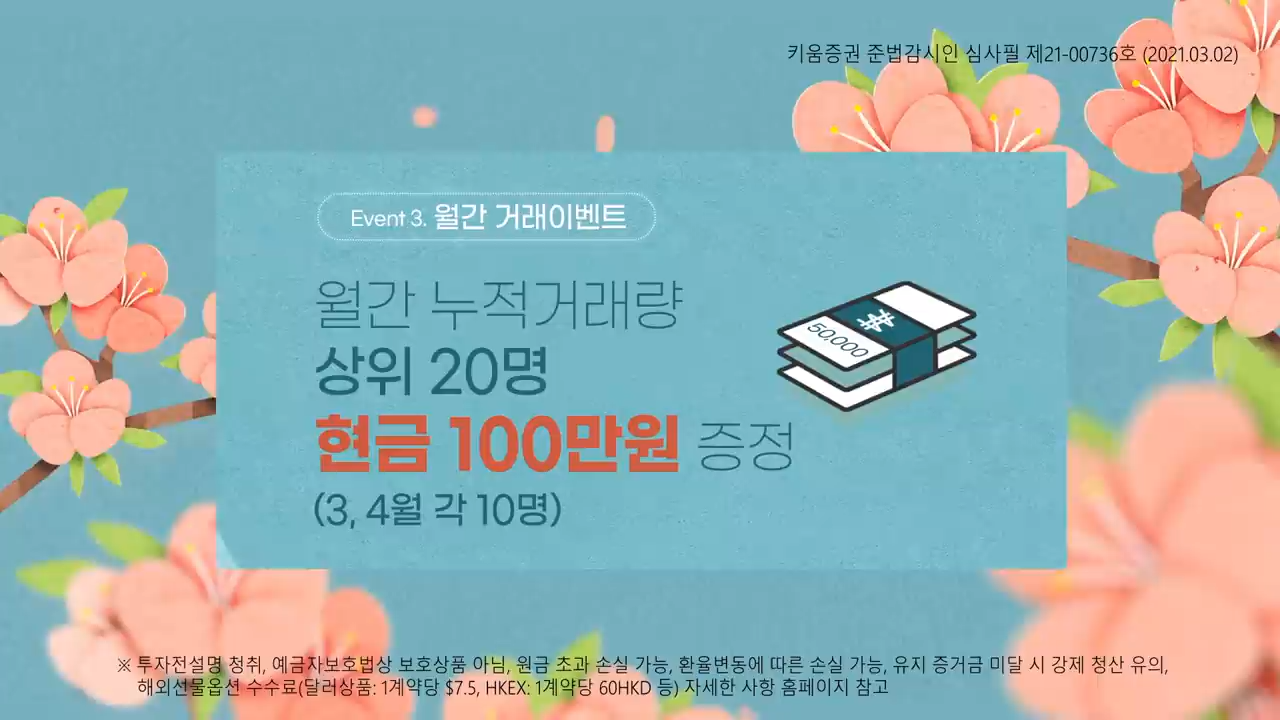 키움증권 준법감시인 심사필 제21-00736호 (2021.03.02)
Event 3. 월간 거래이벤트
월간 누적거래량
상위 20명
현금 100만원 증정
(3, 4월 각 10명)
50,000
※ 투자전설명 청취, 예금자보호법상 보호상품 아님, 원금 초과 손실 가능, 환율변동에 따른 손실 가능, 유지 증거금 미달 시 강제 청산 유의,
해외선물옵션 수수료(달러상품: 1계약당 $7.5, HKEX: 1계약당 60HKD 등) 자세한 사항 홈페이지 참고